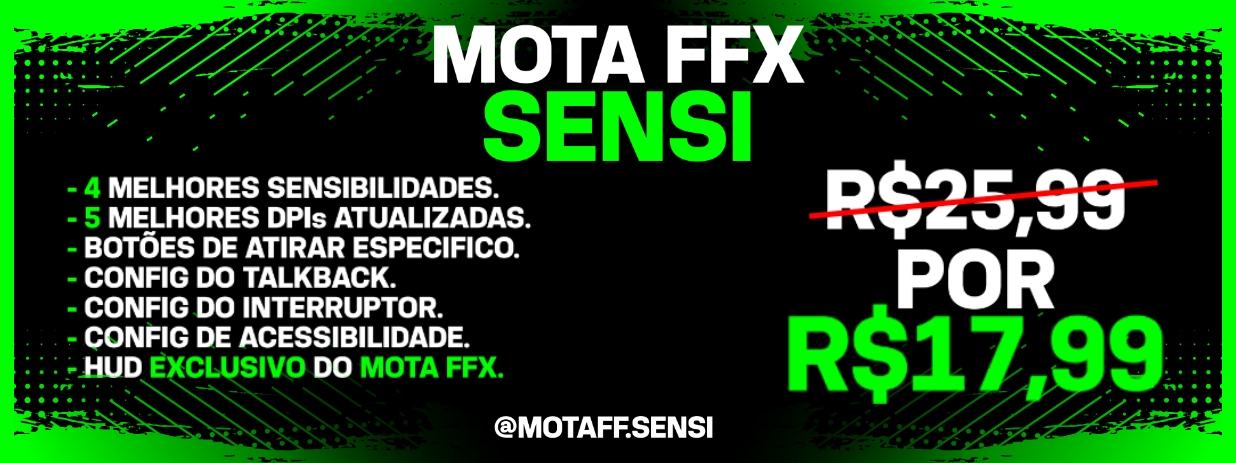 MOTA FFX
SENSI
- 4 MELHORES SENSIBILIDADES.
- 5 MELHORES DPIs ATUALIZADAS.
- BOTÕES DE ATIRAR ESPECIFICO.
- CONFIG DO TALKBACK.
- CONFIG DO INTERRUPTOR.
- CONFIG DE ACESSIBILIDADE.
- HUD EXCLUSIVO DO MOTA FFX.
R$25,99
POR
R$17,99
@MOTAFF.SENSI